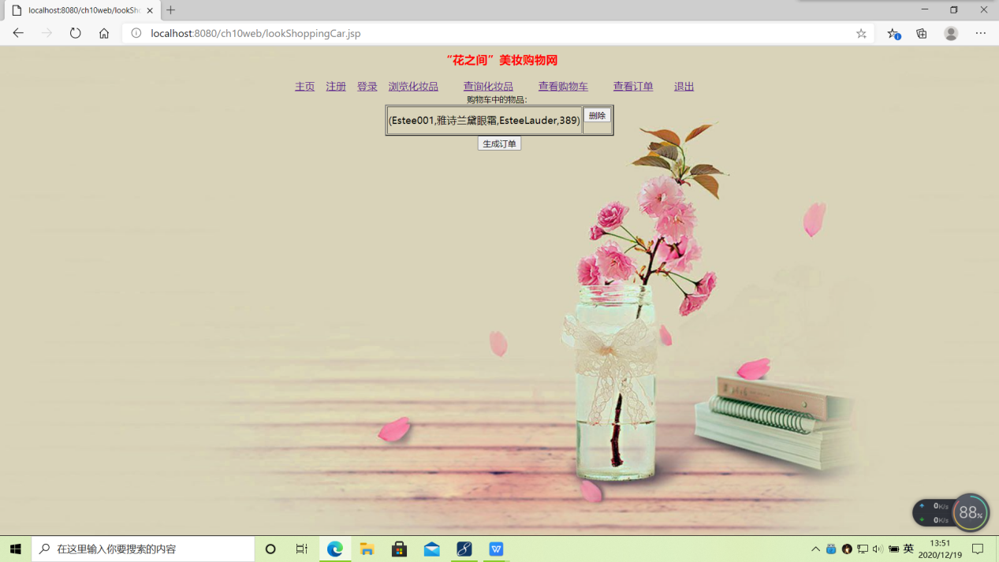 localhost:8080/ch10web/lookSho
localhost:8080/ch10web/lookShoppingCar.jsp
“花之间”美妆购物网
主页 注册 登录 浏览化妆品 查询化妆品 查看购物车 查看订单 退出
购物车中的物品:
(Estee001,雅诗兰黛眼霜,EsteeLauder,389) 删除
生成订单
0K/s
0K/s
88%
在这里输入你要搜索的内容
英
13:51
2020/12/19